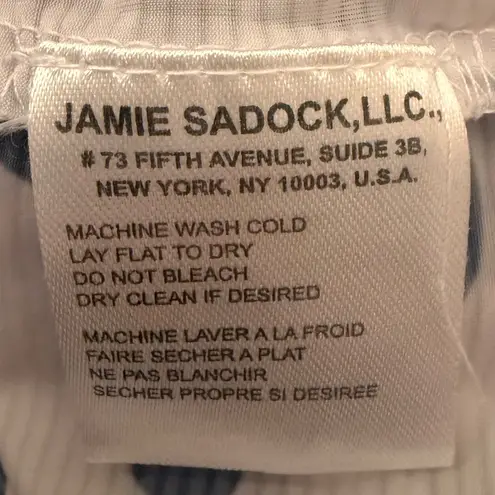 JAMIE SADOCK,LLC.,
# 73 FIFTH AVENUE, SUIDE 3B,
NEW YORK, NY 10003, U.S.A.
MACHINE WASH COLD
LAY FLAT TO DRY
DO NOT BLEACH
DRY CLEAN IF DESIRED
MACHINE LAVER A LA FROID
FAIRE SECHER A PLAT
NE PAS BLANCHIR
SECHER PROPRE SI DESIREE